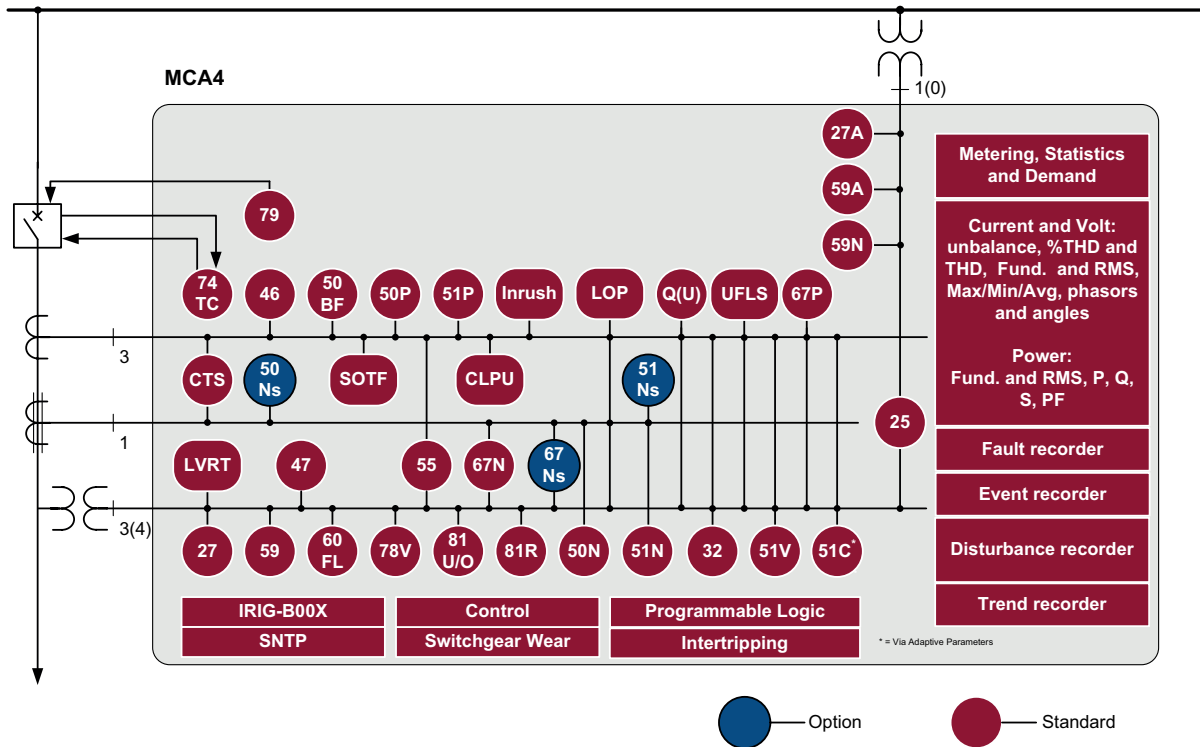 MCA4
1(0)
27A
59A
59N
79
74
TC
46
50
BF
50P
51P
Inrush
LOP
Q(U)
UFLS
67P
3
CTS
50
Ns
SOTF
CLPU
51
Ns
1
25
LVRT
47
55
67N
67
Ns
3(4)
27
59
60
FL
78V
81
U/O
81R
50N
51N
32
51V
51C*
Metering, Statistics
and Demand
Current and Volt:
unbalance, %THD and
THD, Fund. and RMS,
Max/Min/Avg, phasors
and angles
Power:
Fund. and RMS, P, Q,
S, PF
Fault recorder
Event recorder
Disturbance recorder
Trend recorder
IRIG-B00X
Control
Programmable Logic
SNTP
Switchgear Wear
Intertripping
* = Via Adaptive Parameters
Option
Standard